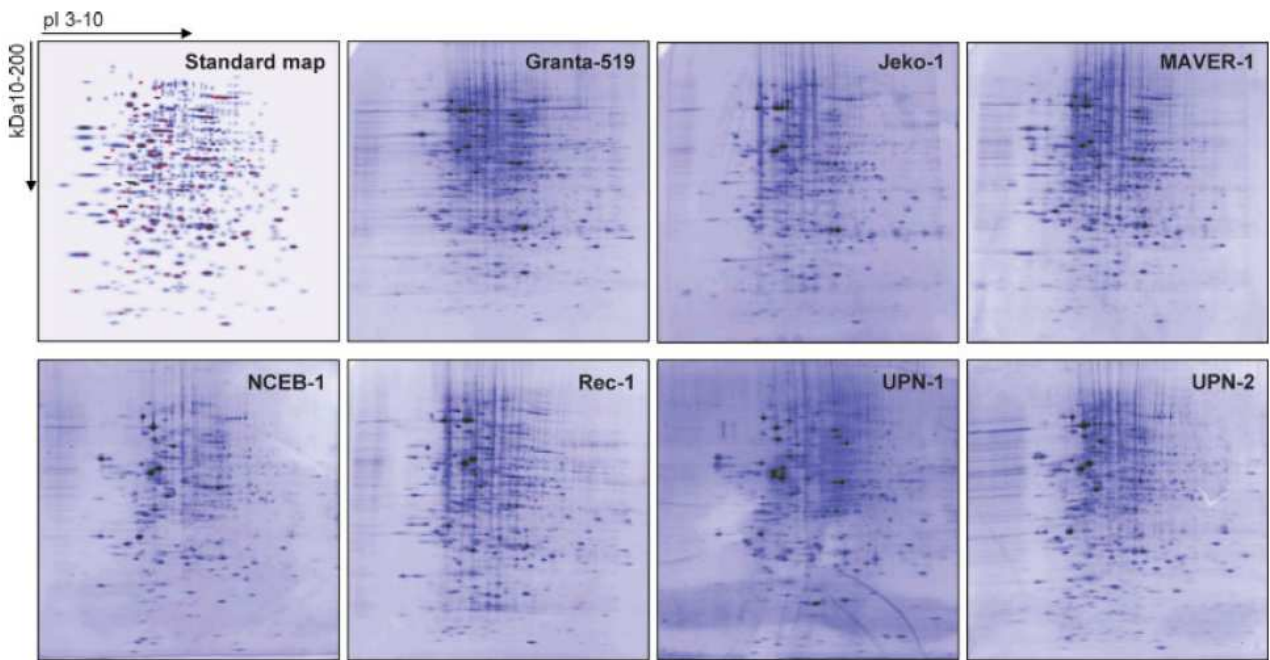 pI 3-10
kDa10-200
Standard map
Granta-519
Jeko-1
MAVER-1
NCEB-1
Rec-1
UPN-1
UPN-2